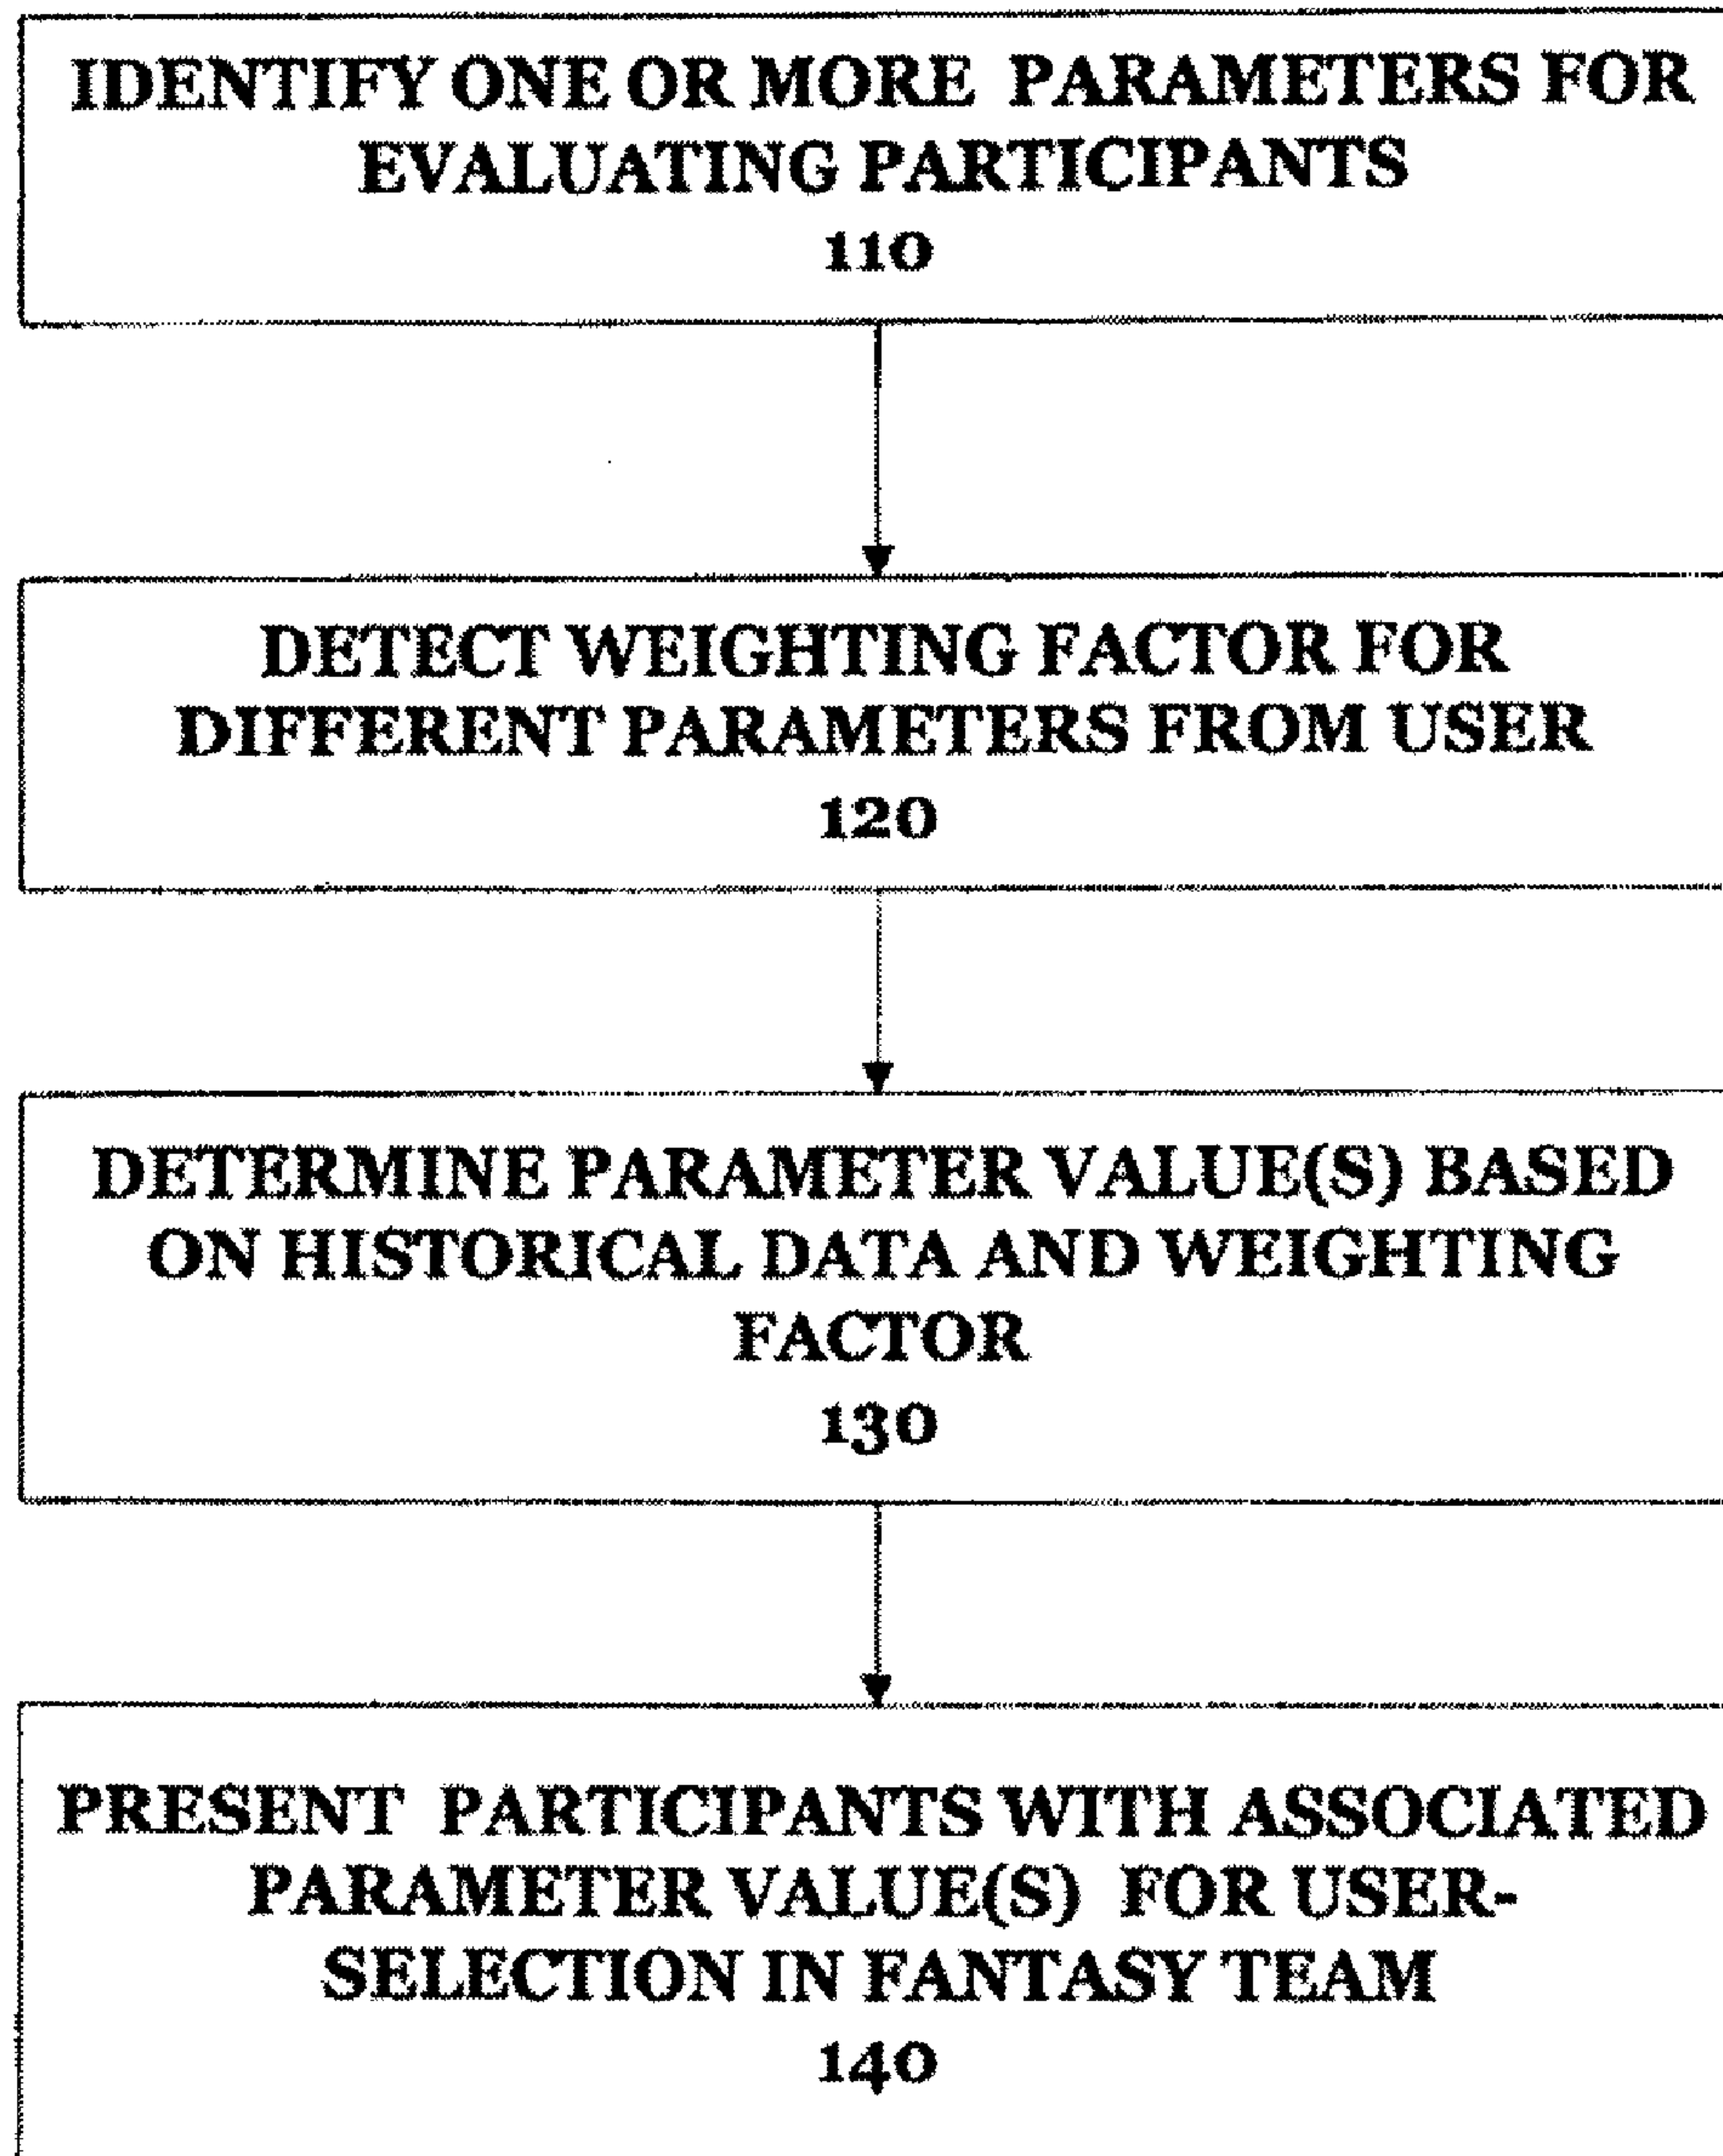 IDENTIFY ONE OR MORE PARAMETERS FOR
EVALUATING PARTICIPANTS
110
DETECT WEIGHTING FACTOR FOR
DIFFERENT PARAMETERS FROM USER
120
DETERMINE PARAMETER VALUE(S) BASED
ON HISTORICAL DATA AND WEIGHTING
FACTOR
130
PRESENT PARTICIPANTS WITH ASSOCIATED
PARAMETER VALUE(S) FOR USER-
SELECTION IN FANTASY TEAM
140